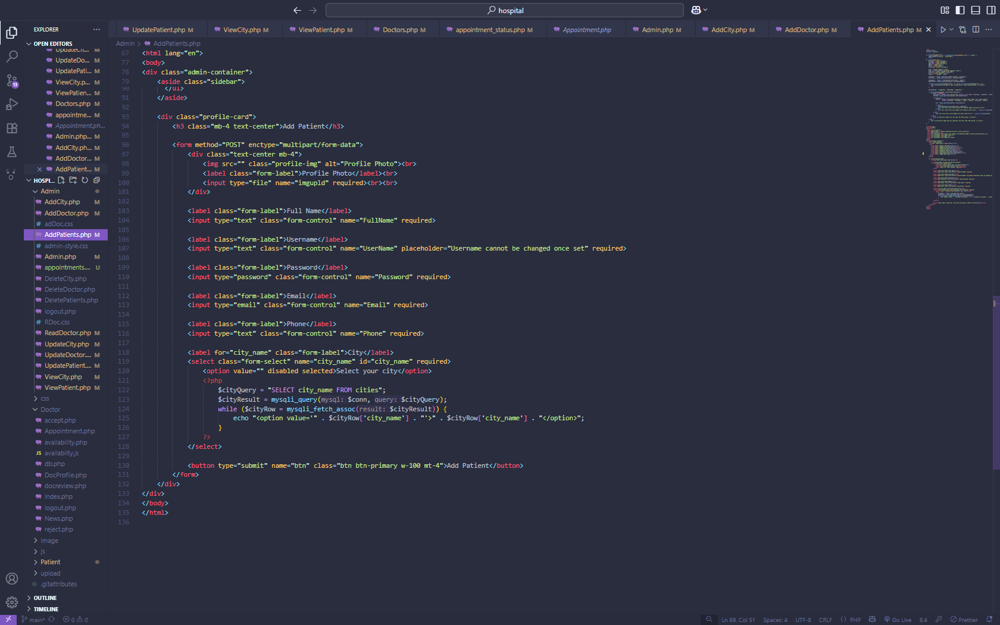 hospital
EXPLORER
UpdatePatient.php M
ViewCity.php M
ViewPatient.php M
Doctors.php M
appointment_status.php M
Appointment.php
Admin.php M
AddCity.php M
AddDoctor.php M
AddPatients.php M
OPEN EDITORS
UpdateCit... M
UpdateDo... M
UpdatePati... M
ViewCity.p... M
ViewPatien... M
Doctors.php M
appointme... M
Appointment.ph...
Admin.php... M
AddCity.ph... M
AddDoctor... M
AddPatient... M
HOSPI...
Admin
AddCity.php M
AddDoctor.php M
adDoc.css
AddPatients.php M
admin-style.css
Admin.php M
appointments.... U
DeleteCity.php
DeleteDoctor.php
DeletePatients.php
logout.php
RDoc.css
ReadDoctor.php M
UpdateCity.php M
UpdateDoctor.... M
UpdatePatient.... M
ViewCity.php M
ViewPatient.php M
css
Doctor
accept.php
Appointment.php
availability.php
JS availabilty.js
db.php
DocProfile.php
docreview.php
index.php
logout.php
News.php
reject.php
image
js
Patient
upload
.gitattributes
OUTLINE
TIMELINE
13
Admin > AddPatients.php
67 <html lang="en">
77 <body>
78 <div class="admin-container">
79 <aside class="sidebar">
90 </ul>
91 </aside>
92
93 <div class="profile-card">
94 <h3 class="mb-4 text-center">Add Patient</h3>
95
96 <form method="POST" enctype="multipart/form-data">
97 <div class="text-center mb-4">
98 <img src="" class="profile-img" alt="Profile Photo"><br>
99 <label class="form-label">Profile Photo</label><br>
100 <input type="file" name="imgupld" required><br><br>
101 </div>
102
103 <label class="form-label">Full Name</label>
104 <input type="text" class="form-control" name="FullName" required>
105
106 <label class="form-label">Username</label>
107 <input type="text" class="form-control" name="UserName" placeholder="Username cannot be changed once set" required>
108
109 <label class="form-label">Password</label>
110 <input type="password" class="form-control" name="Password" required>
111
112 <label class="form-label">Email</label>
113 <input type="email" class="form-control" name="Email" required>
114
115 <label class="form-label">Phone</label>
116 <input type="text" class="form-control" name="Phone" required>
117
118 <label for="city_name" class="form-label">City</label>
119 <select class="form-select" name="city_name" id="city_name" required>
120 <option value="" disabled selected>Select your city</option>
121 <?php
122 $cityQuery = "SELECT city_name FROM cities";
123 $cityResult = mysqli_query(mysql: $conn, query: $cityQuery);
124 while ($cityRow = mysqli_fetch_assoc(result: $cityResult)) {
125 echo "<option value='" . $cityRow['city_name'] . "'>" . $cityRow['city_name'] . "</option>";
126 }
127 ?>
128 </select>
129
130 <button type="submit" name="btn" class="btn btn-primary w-100 mt-4">Add Patient</button>
131 </form>
132 </div>
133 </div>
134 </body>
135 </html>
136
main* 0 0
Ln 89, Col 51 Spaces: 4 UTF-8 CRLF { } PHP Go Live 8.4 Prettier